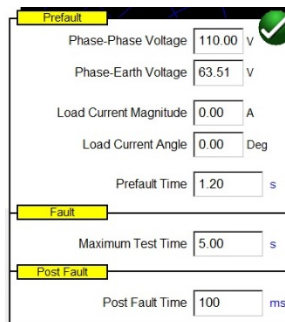 Prefault
Phase-Phase Voltage 110.00 V
Phase-Earth Voltage 63.51 V
Load Current Magnitude 0.00 A
Load Current Angle 0.00 Deg
Prefault Time 1.20 s
Fault
Maximum Test Time 5.00 s
Post Fault
Post Fault Time 100 ms